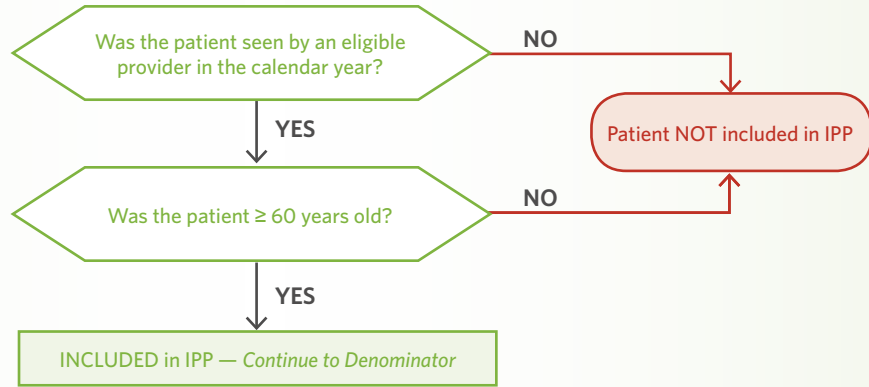 Was the patient seen by an eligible
provider in the calendar year?
NO
Patient NOT included in IPP
YES
Was the patient ≥ 60 years old?
NO
YES
INCLUDED in IPP — Continue to Denominator